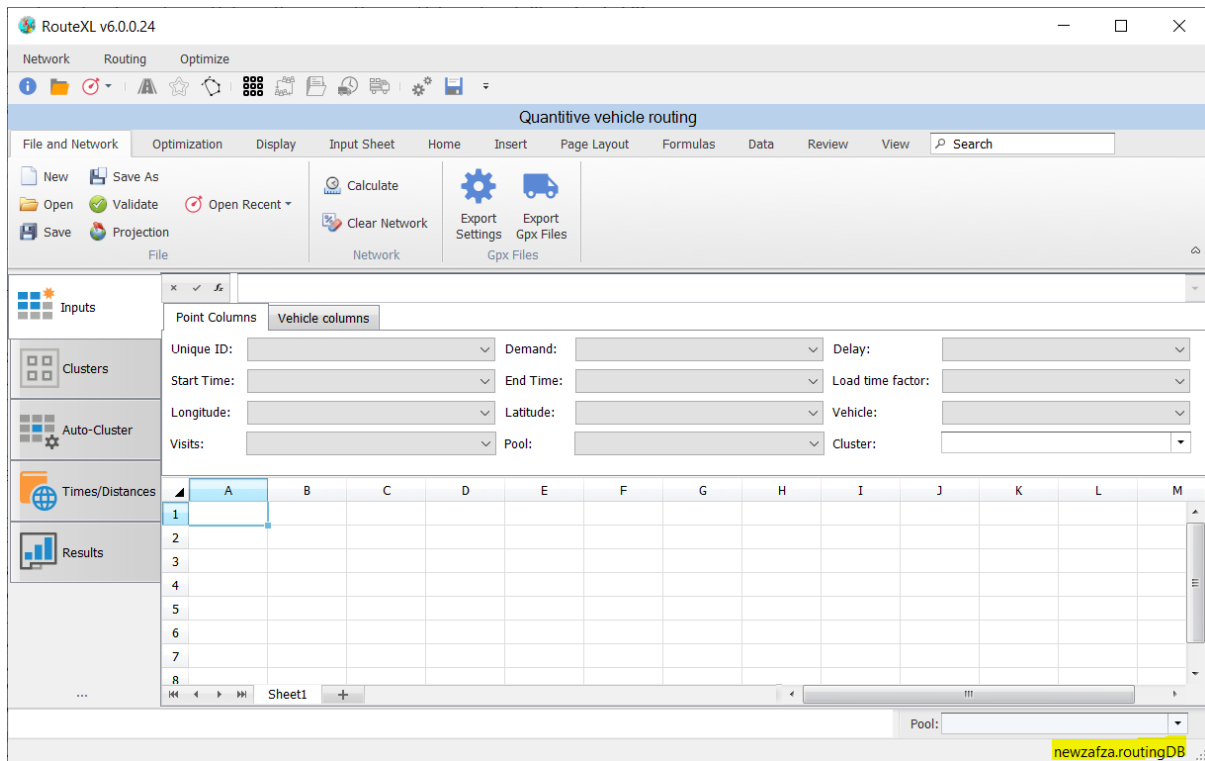 RouteXL v6.0.0.24
Network Routing Optimize
Quantitive vehicle routing
File and Network Optimization Display Input Sheet Home Insert Page Layout Formulas Data Review View Search
New Save As
Open Validate Open Recent
Save Projection
File
Calculate
Clear Network
Network
Export Settings
Export Gpx Files
Gpx Files
Inputs
Clusters
Auto-Cluster
Times/Distances
Results
...
Point Columns Vehicle columns
Unique ID: Demand: Delay:
Start Time: End Time: Load time factor:
Longitude: Latitude: Vehicle:
Visits: Pool: Cluster:
A B C D E F G H I J K L M
1
2
3
4
5
6
7
8
Sheet1
Pool:
newzafza.routingDB